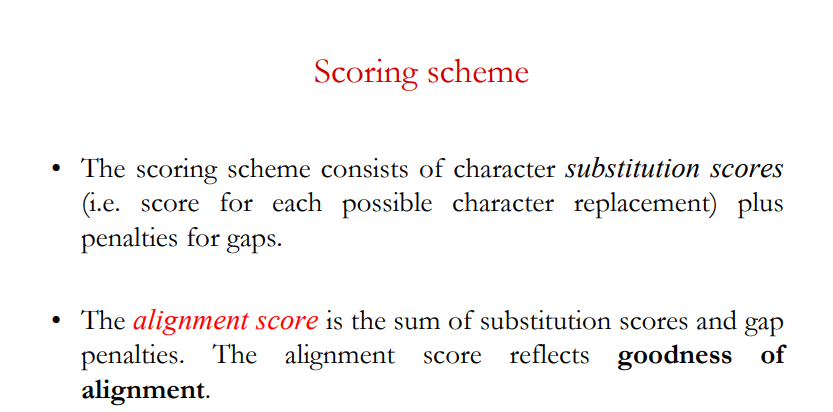 Scoring scheme
• The scoring scheme consists of character substitution scores
(i.e. score for each possible character replacement) plus
penalties for gaps.
• The alignment score is the sum of substitution scores and gap
penalties. The alignment score reflects goodness of
alignment.